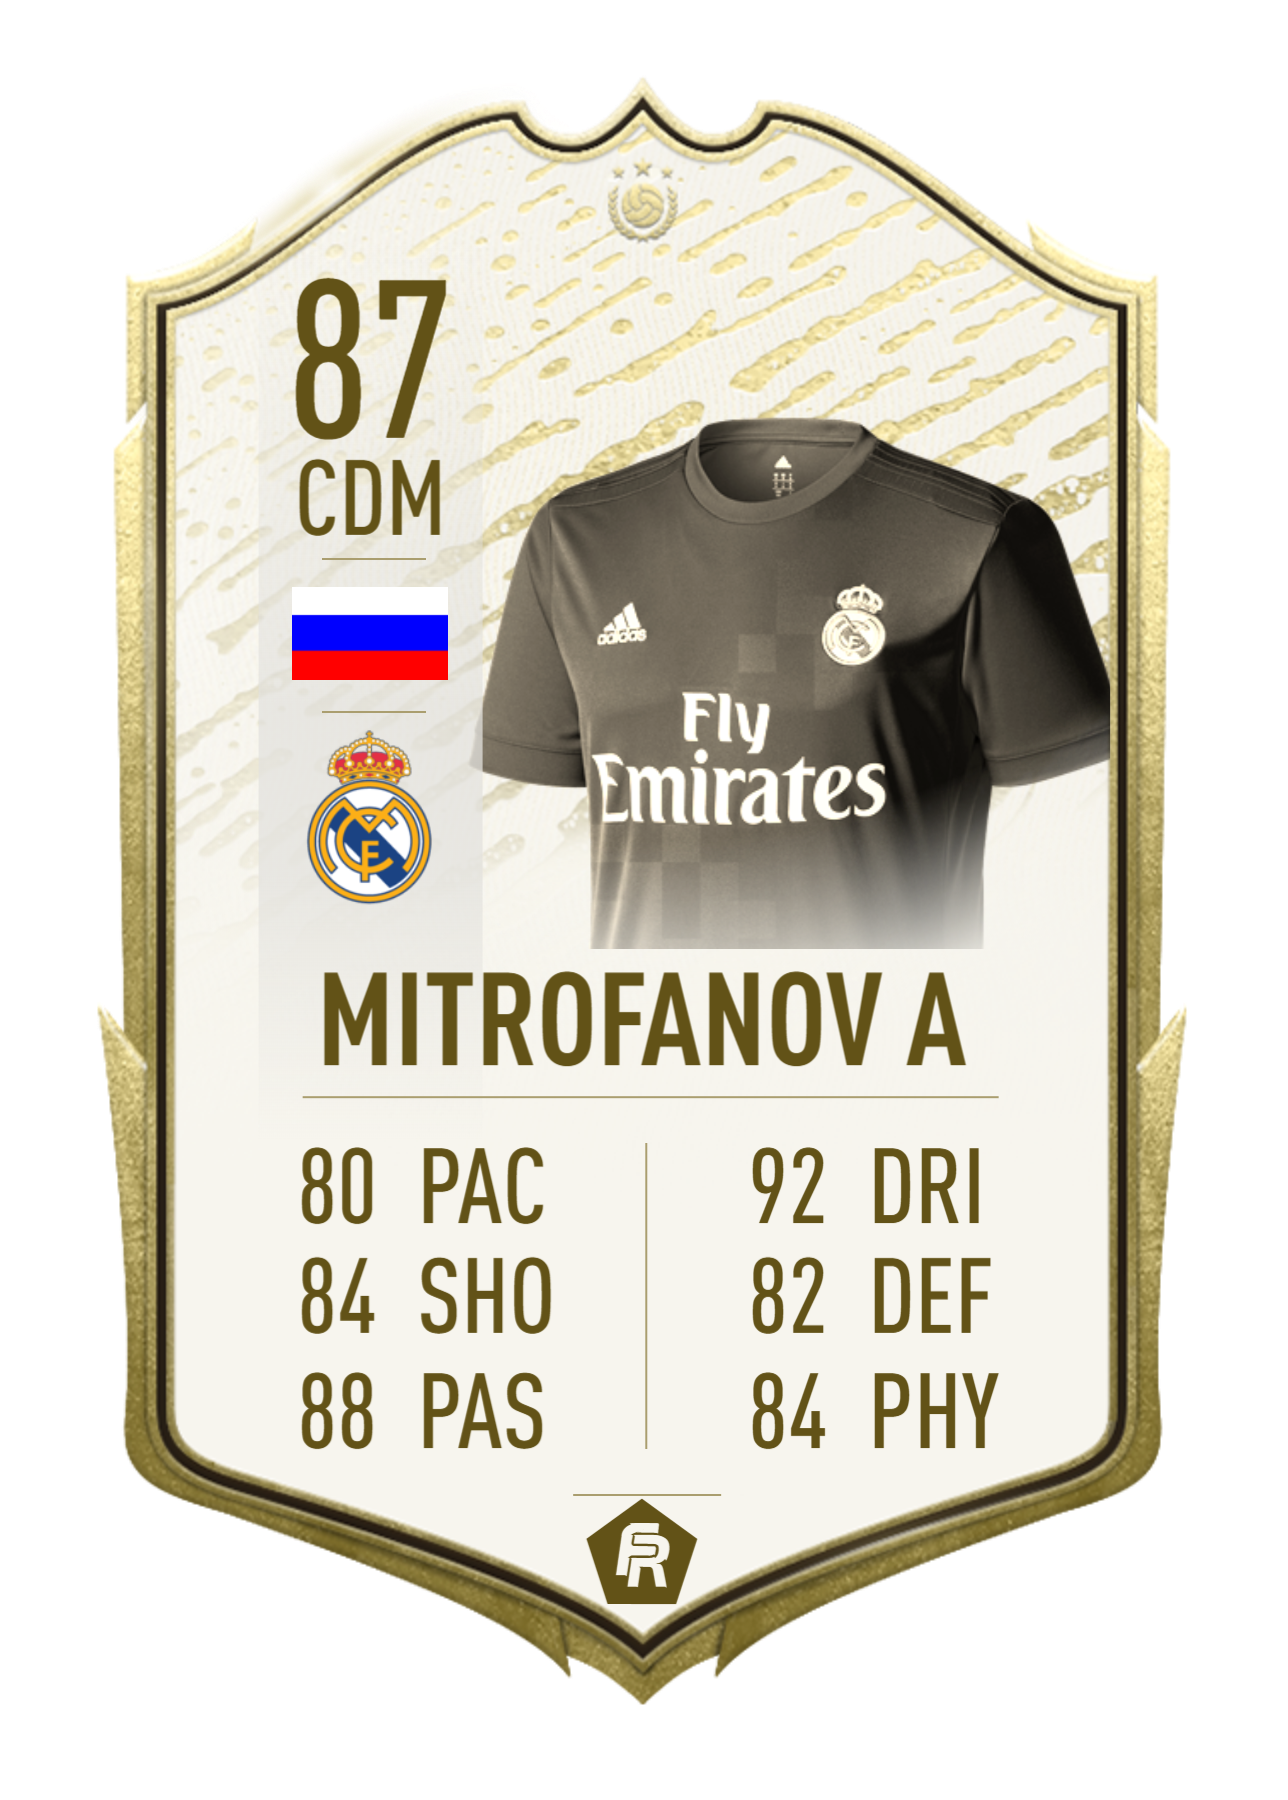 87
CDM
adidas
Fly
Emirates
MITROFANOV A
80 PAC
92 DRI
84 SHO
82 DEF
88 PAS
84 PHY